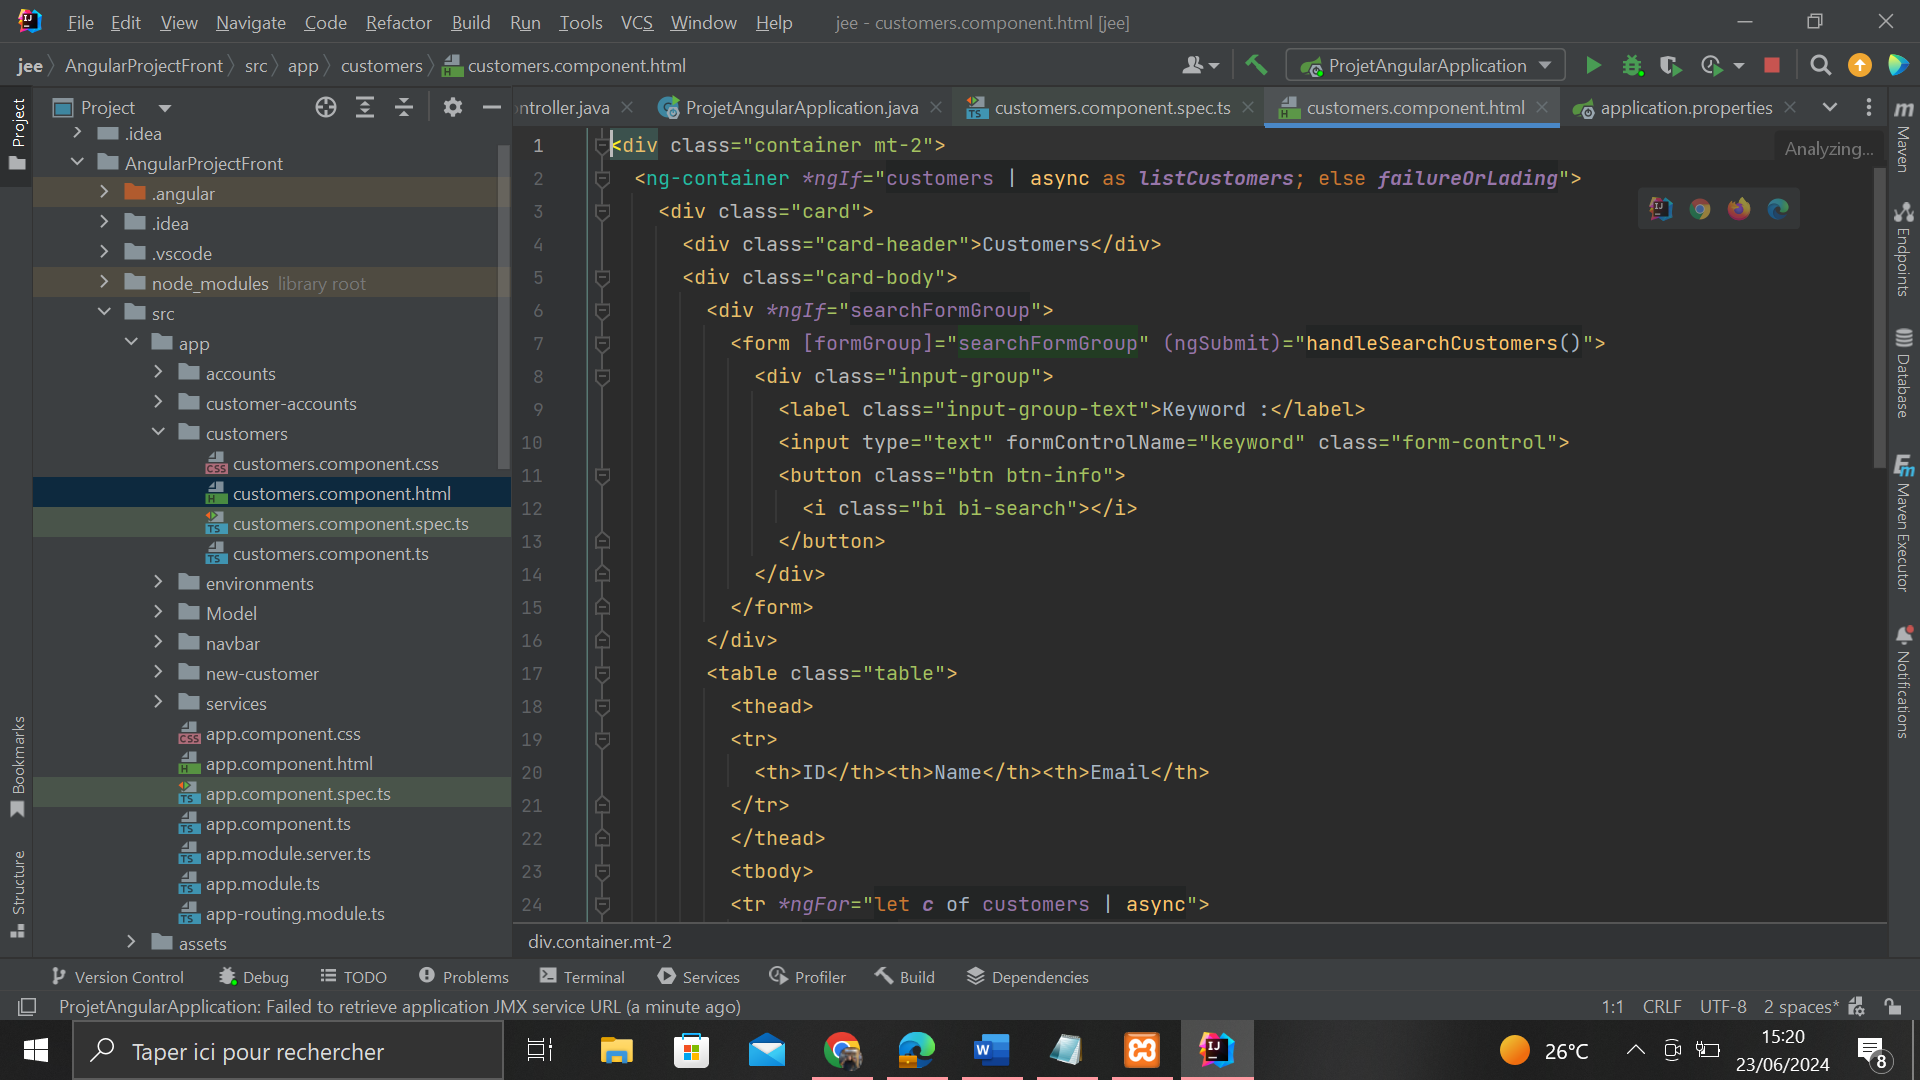 File Edit View Navigate Code Refactor Build Run Tools VCS Window Help jee - customers.component.html [jee]
jee AngularProjectFront src app customers customers.component.html ProjetAngularApplication
Project
Project
ontroller.java ProjetAngularApplication.java customers.component.spec.ts customers.component.html application.properties
.idea
AngularProjectFront
.angular
.idea
.vscode
node_modules library root
src
app
accounts
customer-accounts
customers
customers.component.css
customers.component.html
customers.component.spec.ts
customers.component.ts
environments
Model
navbar
new-customer
services
app.component.css
app.component.html
app.component.spec.ts
app.component.ts
app.module.server.ts
app.module.ts
app-routing.module.ts
assets
Bookmarks
Structure
Analyzing...
1 <div class="container mt-2">
2 <ng-container *ngIf="customers | async as listCustomers; else failureOrLading">
3 <div class="card">
4 <div class="card-header">Customers</div>
5 <div class="card-body">
6 <div *ngIf="searchFormGroup">
7 <form [formGroup]="searchFormGroup" (ngSubmit)="handleSearchCustomers()">
8 <div class="input-group">
9 <label class="input-group-text">Keyword :</label>
10 <input type="text" formControlName="keyword" class="form-control">
11 <button class="btn btn-info">
12 <i class="bi bi-search"></i>
13 </button>
14 </div>
15 </form>
16 </div>
17 <table class="table">
18 <thead>
19 <tr>
20 <th>ID</th><th>Name</th><th>Email</th>
21 </tr>
22 </thead>
23 <tbody>
24 <tr *ngFor="let c of customers | async">
div.container.mt-2
Maven
Endpoints
Database
Maven Executor
Notifications
Version Control Debug TODO Problems Terminal Services Profiler Build Dependencies
ProjetAngularApplication: Failed to retrieve application JMX service URL (a minute ago) 1:1 CRLF UTF-8 2 spaces*
Taper ici pour rechercher
26°C
15:20
23/06/2024
8